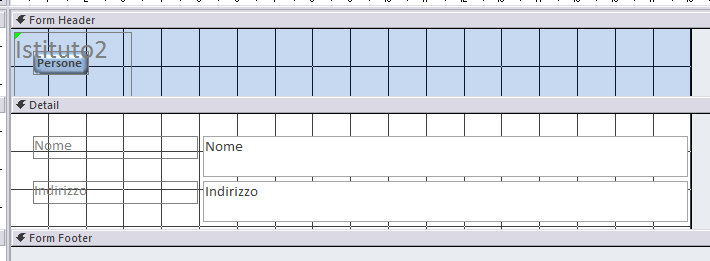 Form Header
Istituto2
Persone
Detail
Nome Nome
Indirizzo Indirizzo
Form Footer